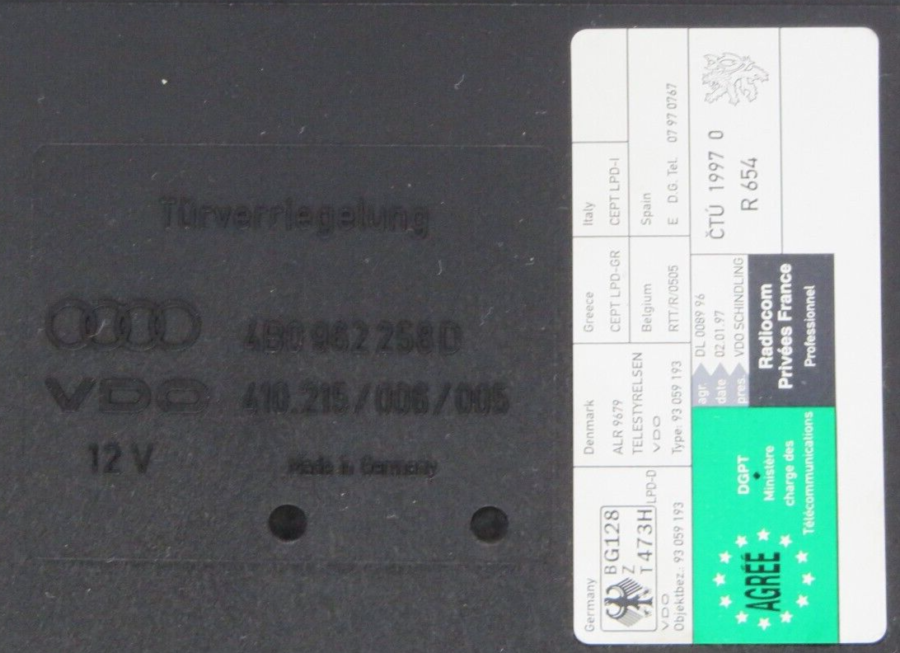 Türverriegelung
4B0 962 258 D
VDO 410.215/006/005
12 V Made in Germany
Italy
CEPT LPD-I
Spain
E D.G. Tel. 07 97 0767
ČTÚ 1997 0
R 654
Greece
CEPT LPD-GR
Belgium
RTT/R/0505
agr. DL 0089 96
date 02.01.97
pres. VDO SCHINDLING
Radiocom
Privées France
Professionnel
Denmark
ALR 9679
TELESTYRELSEN
VDO
Type: 93 059 193
Germany
BG128
Z
T473H
LPD-D
VDO
Objektbez.: 93 059 193
AGRÉÉ
DGPT
Ministère
charge des
Télécommunications